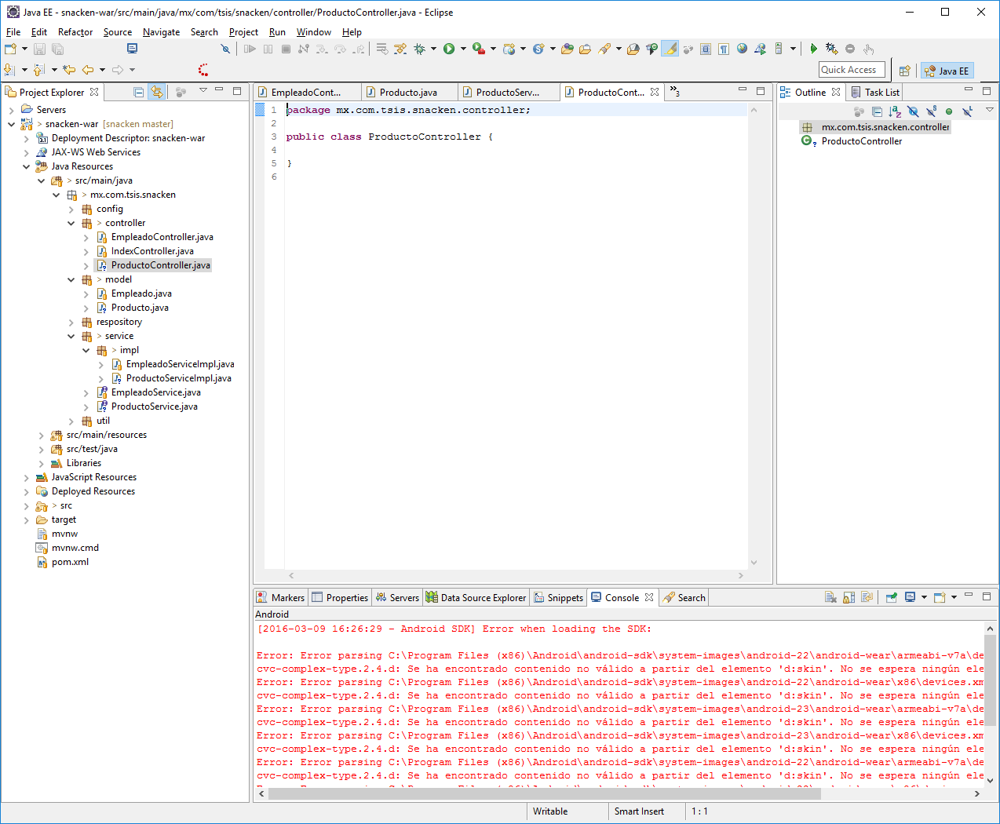 Java EE - snacken-war/src/main/java/mx/com/tsis/snacken/controller/ProductoController.java - Eclipse
File Edit Refactor Source Navigate Search Project Run Window Help
Quick Access
Java EE
Project Explorer
Servers
> snacken-war [snacken master]
Deployment Descriptor: snacken-war
JAX-WS Web Services
Java Resources
> src/main/java
> mx.com.tsis.snacken
config
> controller
EmpleadoController.java
IndexController.java
ProductoController.java
> model
Empleado.java
Producto.java
respository
> service
> impl
EmpleadoServiceImpl.java
ProductoServiceImpl.java
EmpleadoService.java
ProductoService.java
util
src/main/resources
src/test/java
Libraries
JavaScript Resources
Deployed Resources
> src
target
mvnw
mvnw.cmd
pom.xml
EmpleadoCont... Producto.java ProductoServ... ProductoCont... »3
1 package mx.com.tsis.snacken.controller;
2
3 public class ProductoController {
4
5 }
6
Outline Task List
mx.com.tsis.snacken.controller
ProductoController
Markers Properties Servers Data Source Explorer Snippets Console Search
Android
[2016-03-09 16:26:29 - Android SDK] Error when loading the SDK:
Error: Error parsing C:\Program Files (x86)\Android\android-sdk\system-images\android-22\android-wear\armeabi-v7a\de
cvc-complex-type.2.4.d: Se ha encontrado contenido no válido a partir del elemento 'd:skin'. No se espera ningún ele
Error: Error parsing C:\Program Files (x86)\Android\android-sdk\system-images\android-22\android-wear\x86\devices.xm
cvc-complex-type.2.4.d: Se ha encontrado contenido no válido a partir del elemento 'd:skin'. No se espera ningún ele
Error: Error parsing C:\Program Files (x86)\Android\android-sdk\system-images\android-23\android-wear\armeabi-v7a\de
cvc-complex-type.2.4.d: Se ha encontrado contenido no válido a partir del elemento 'd:skin'. No se espera ningún ele
Error: Error parsing C:\Program Files (x86)\Android\android-sdk\system-images\android-23\android-wear\x86\devices.xm
cvc-complex-type.2.4.d: Se ha encontrado contenido no válido a partir del elemento 'd:skin'. No se espera ningún ele
Error: Error parsing C:\Program Files (x86)\Android\android-sdk\system-images\android-22\android-wear\armeabi-v7a\de
cvc-complex-type.2.4.d: Se ha encontrado contenido no válido a partir del elemento 'd:skin'. No se espera ningún ele
Writable Smart Insert 1 : 1